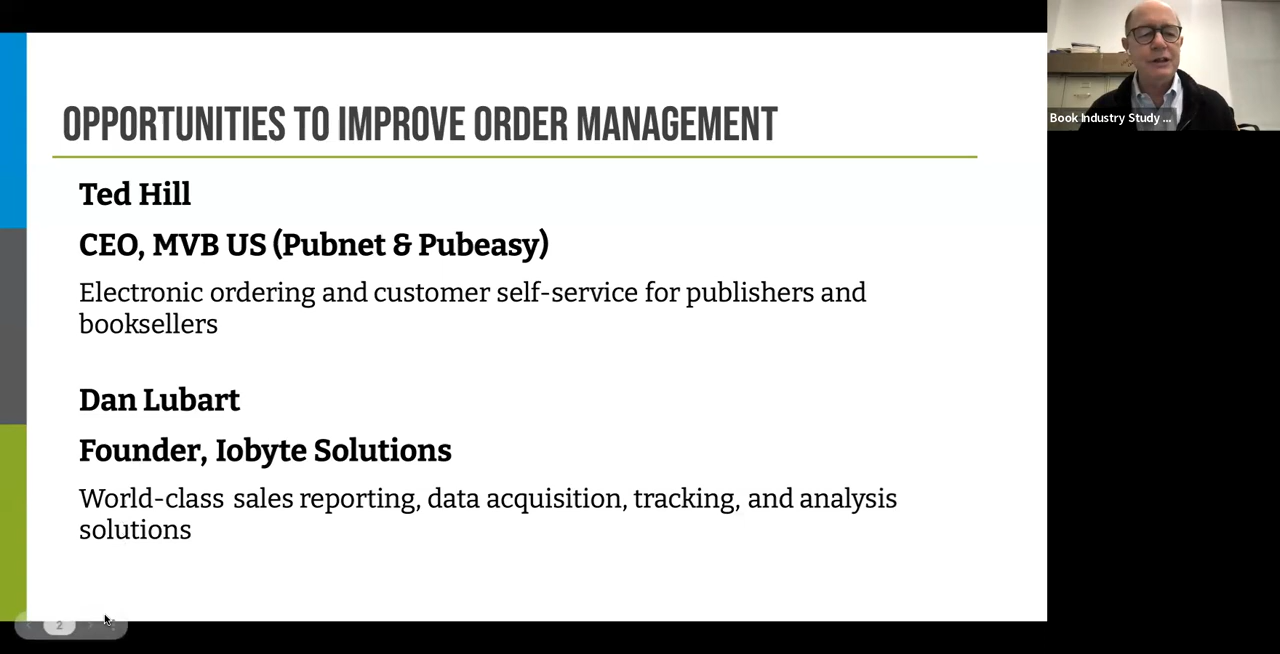 OPPORTUNITIES TO IMPROVE ORDER MANAGEMENT
Ted Hill
CEO, MVB US (Pubnet & Pubeasy)
Electronic ordering and customer self-service for publishers and
booksellers
Dan Lubart
Founder, Iobyte Solutions
World-class sales reporting, data acquisition, tracking, and analysis
solutions
2
Book Industry Study ...